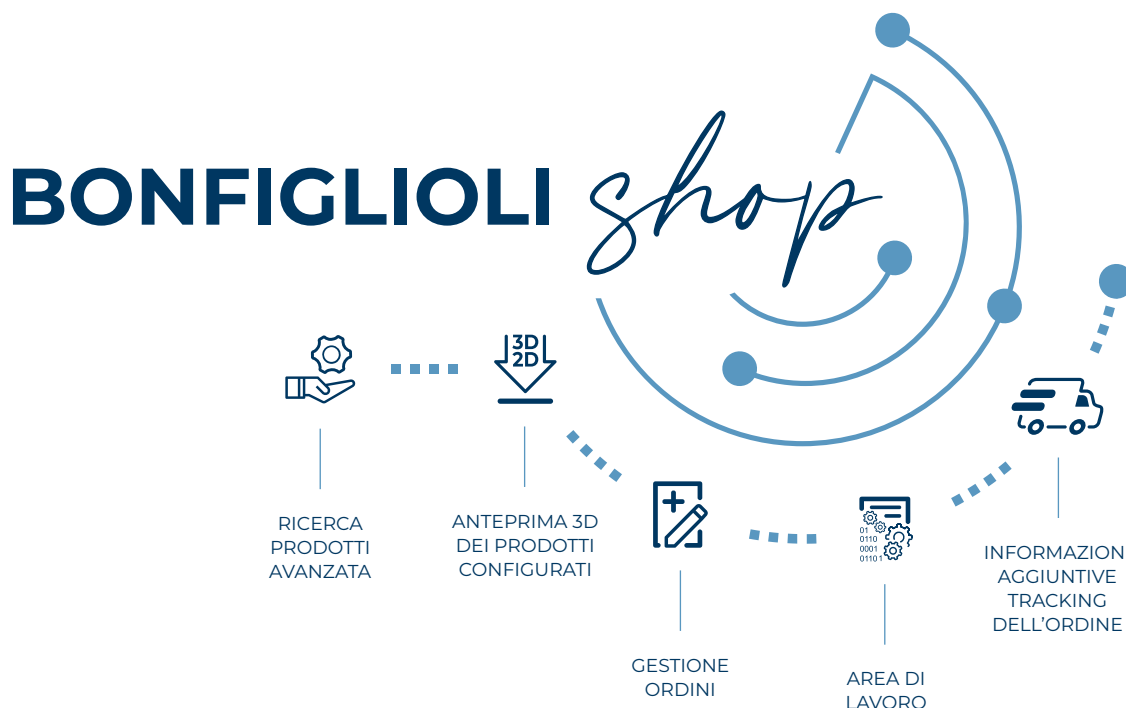 BONFIGLIOLI shop
3D
2D
RICERCA
PRODOTTI
AVANZATA
ANTEPRIMA 3D
DEI PRODOTTI
CONFIGURATI
GESTIONE
ORDINI
01
0110
0001
01101
AREA DI
LAVORO
INFORMAZION
AGGIUNTIVE
TRACKING
DELL'ORDINE